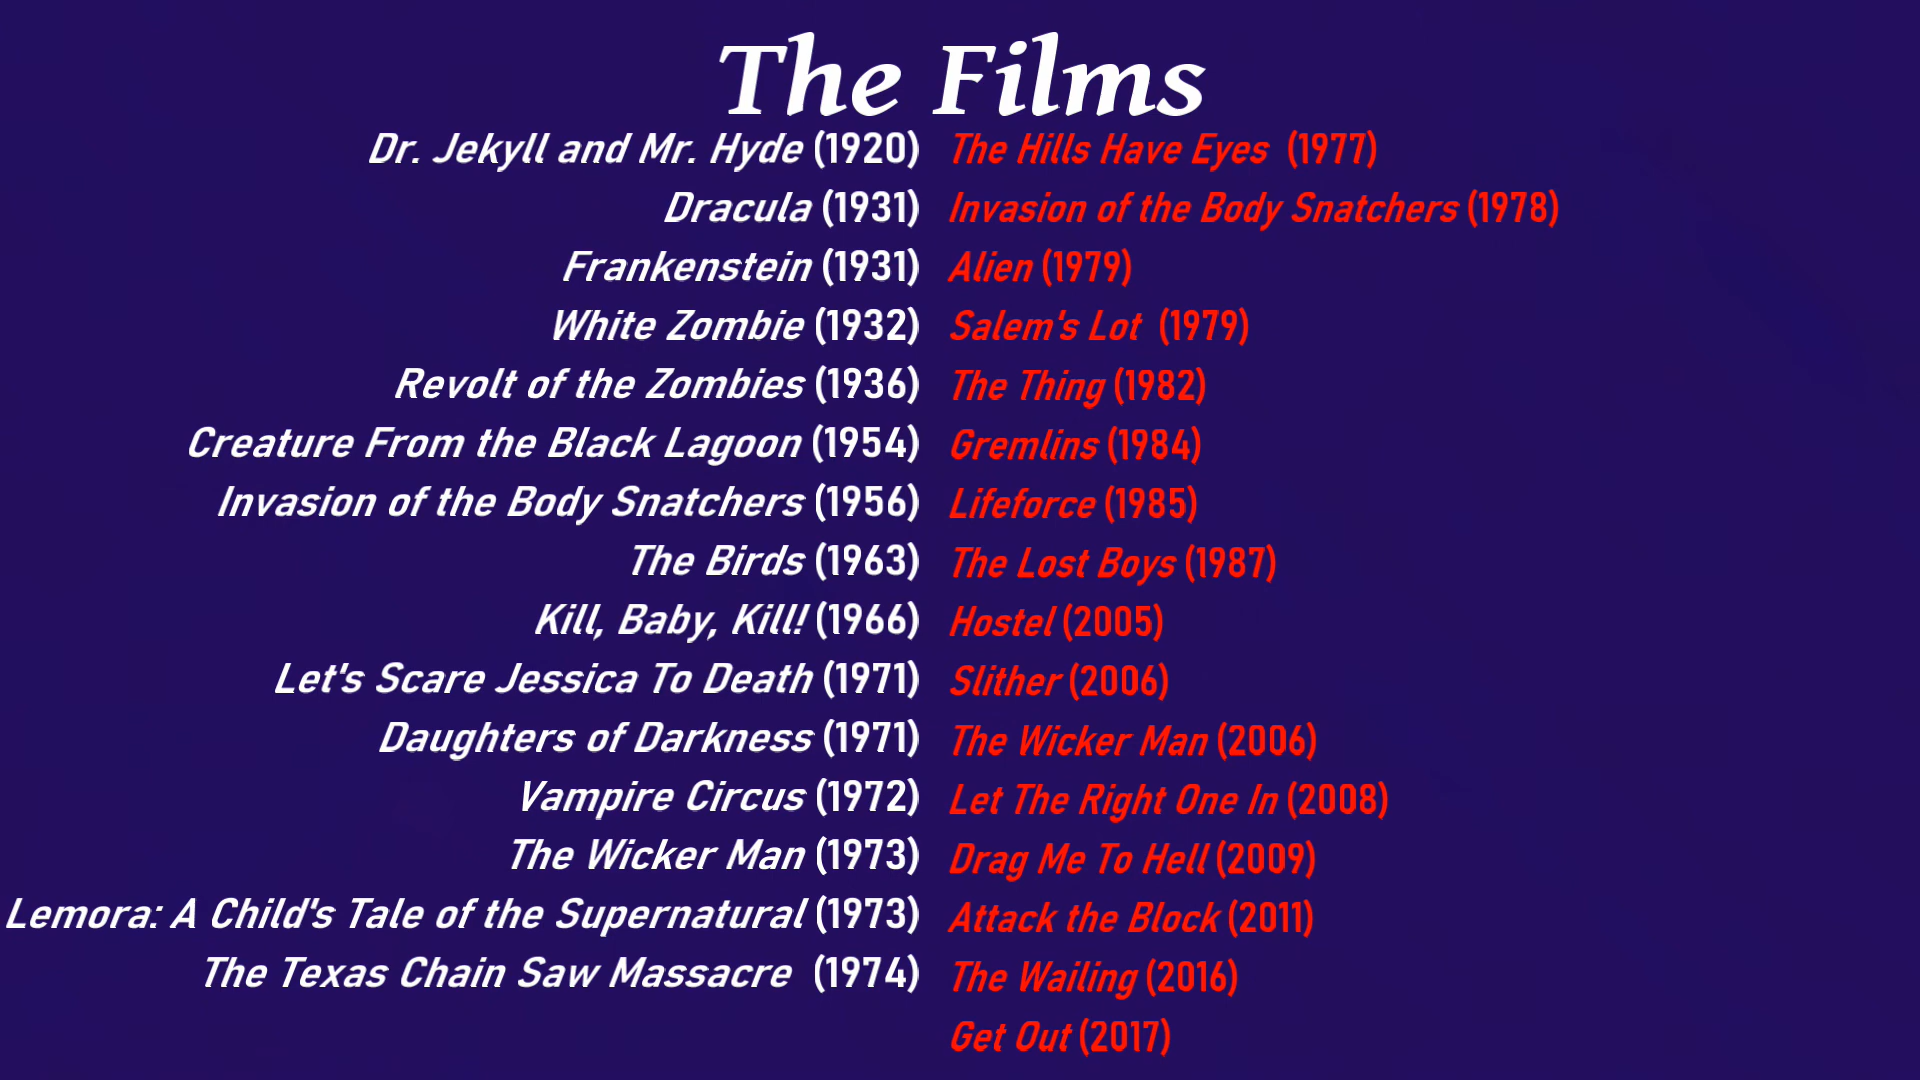 The Films
Dr. Jekyll and Mr. Hyde (1920)
Dracula (1931)
Frankenstein (1931)
White Zombie (1932)
Revolt of the Zombies (1936)
Creature From the Black Lagoon (1954)
Invasion of the Body Snatchers (1956)
The Birds (1963)
Kill, Baby, Kill! (1966)
Let's Scare Jessica To Death (1971)
Daughters of Darkness (1971)
Vampire Circus (1972)
The Wicker Man (1973)
Lemora: A Child's Tale of the Supernatural (1973)
The Texas Chain Saw Massacre (1974)
The Hills Have Eyes (1977)
Invasion of the Body Snatchers (1978)
Alien (1979)
Salem's Lot (1979)
The Thing (1982)
Gremlins (1984)
Lifeforce (1985)
The Lost Boys (1987)
Hostel (2005)
Slither (2006)
The Wicker Man (2006)
Let The Right One In (2008)
Drag Me To Hell (2009)
Attack the Block (2011)
The Wailing (2016)
Get Out (2017)